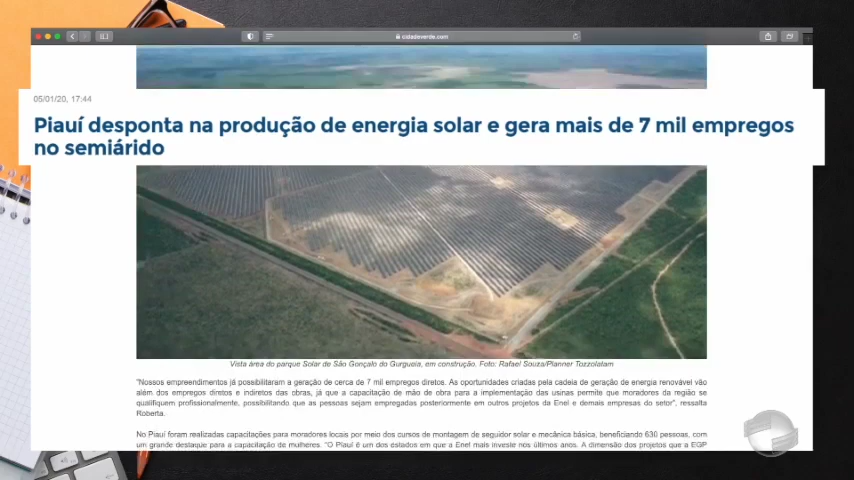 cidadeverde.com
05/01/20, 17:44
Piauí desponta na produção de energia solar e gera mais de 7 mil empregos
no semiárido
Vista área do parque Solar de São Gonçalo do Gurgueia, em construção. Foto: Rafael Souza/Planner Tozzolatam
"Nossos empreendimentos já possibilitaram a geração de cerca de 7 mil empregos diretos. As oportunidades criadas pela cadeia de geração de energia renovável vão
além dos empregos diretos e indiretos das obras, já que a capacitação de mão de obra para a implementação das usinas permite que moradores da região se
qualifiquem profissionalmente, possibilitando que as pessoas sejam empregadas posteriormente em outros projetos da Enel e demais empresas do setor", ressalta
Roberta.
No Piauí foram realizadas capacitações para moradores locais por meio dos cursos de montagem de seguidor solar e mecânica básica, beneficiando 630 pessoas, com
um grande destaque para a capacitação de mulheres. "O Piauí é um dos estados em que a Enel mais investe nos últimos anos. A dimensão dos projetos que a EGP